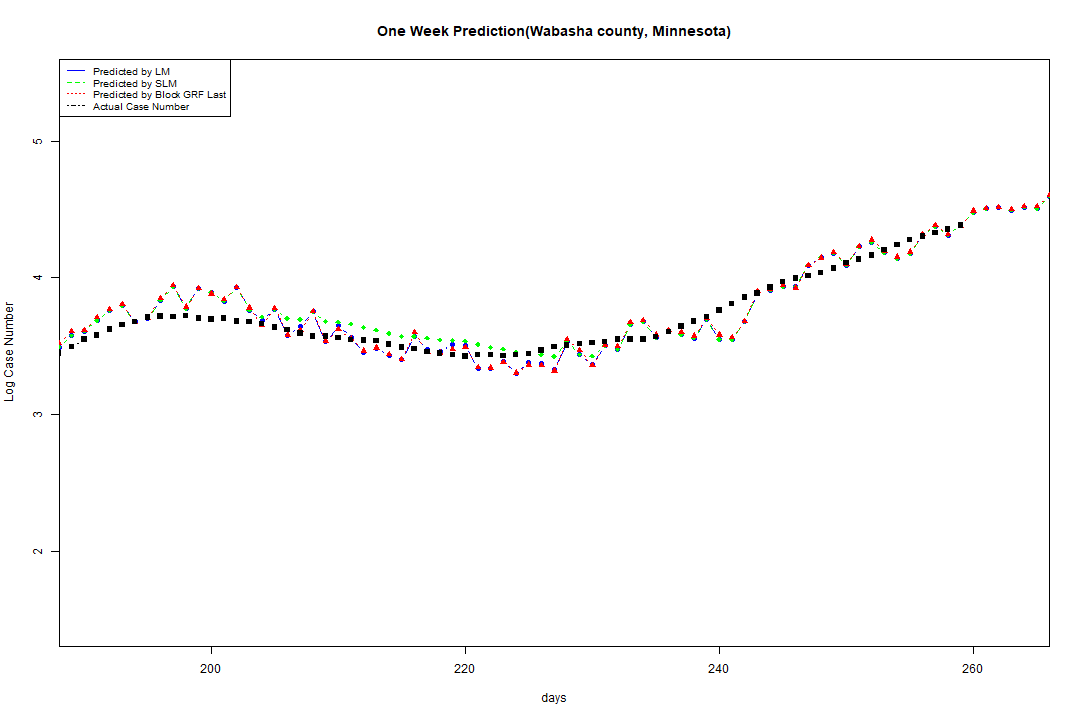 One Week Prediction(Wabasha county, Minnesota)
Predicted by LM
Predicted by SLM
Predicted by Block GRF Last
Actual Case Number
5
4
3
2
Log Case Number
200 220 240 260
days